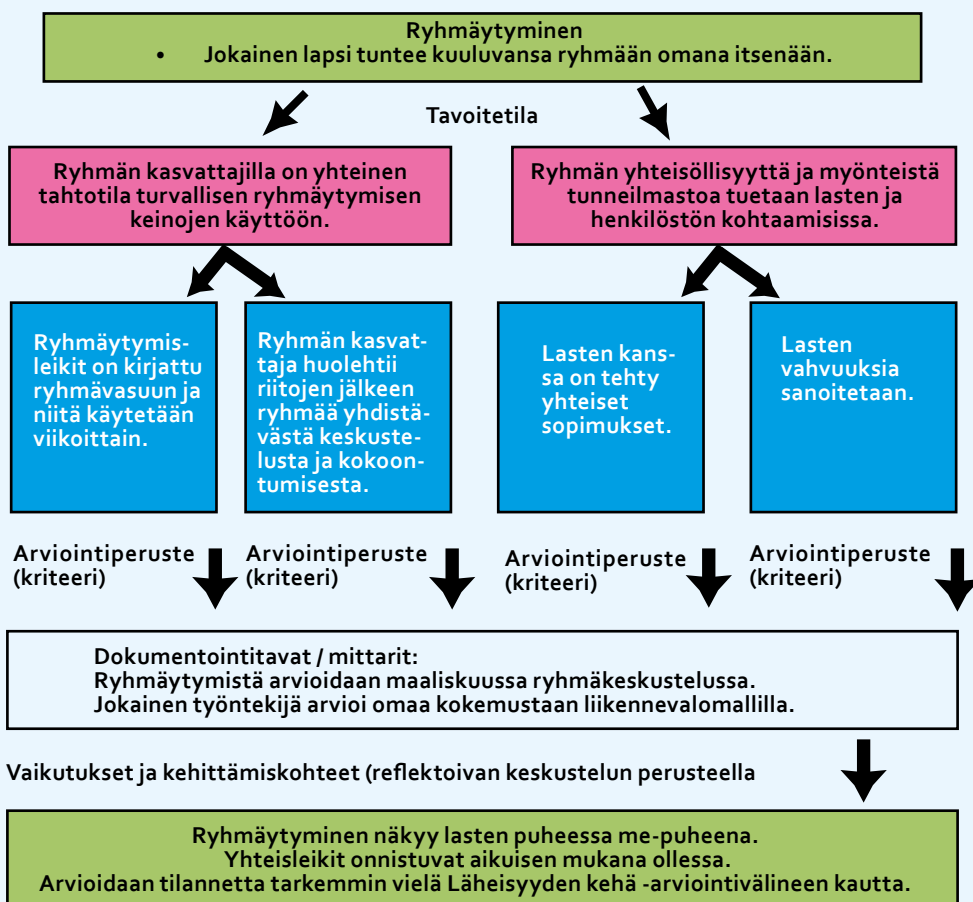 Ryhmäytyminen
• Jokainen lapsi tuntee kuuluvansa ryhmään omana itsenään.
Tavoitetila
Ryhmän kasvattajilla on yhteinen
tahtotila turvallisen ryhmäytymisen
keinojen käyttöön.
Ryhmän yhteisöllisyyttä ja myönteistä
tunneilmastoa tuetaan lasten ja
henkilöstön kohtaamisissa.
Ryhmäytymis-
leikit on kirjattu
ryhmävasuun ja
niitä käytetään
viikoittain.
Ryhmän kasvat-
taja huolehtii
riitojen jälkeen
ryhmää yhdistä-
västä keskuste-
lusta ja kokoon-
tumisesta.
Lasten kans-
sa on tehty
yhteiset
sopimukset.
Lasten
vahvuuksia
sanoitetaan.
Arviointiperuste
(kriteeri)
Arviointiperuste
(kriteeri)
Arviointiperuste
(kriteeri)
Arviointiperuste
(kriteeri)
Dokumentointitavat / mittarit:
Ryhmäytymistä arvioidaan maaliskuussa ryhmäkeskustelussa.
Jokainen työntekijä arvioi omaa kokemustaan liikennevalomallilla.
Vaikutukset ja kehittämiskohteet (reflektoivan keskustelun perusteella
Ryhmäytyminen näkyy lasten puheessa me-puheena.
Yhteisleikit onnistuvat aikuisen mukana ollessa.
Arvioidaan tilannetta tarkemmin vielä Läheisyyden kehä -arviointivälineen kautta.